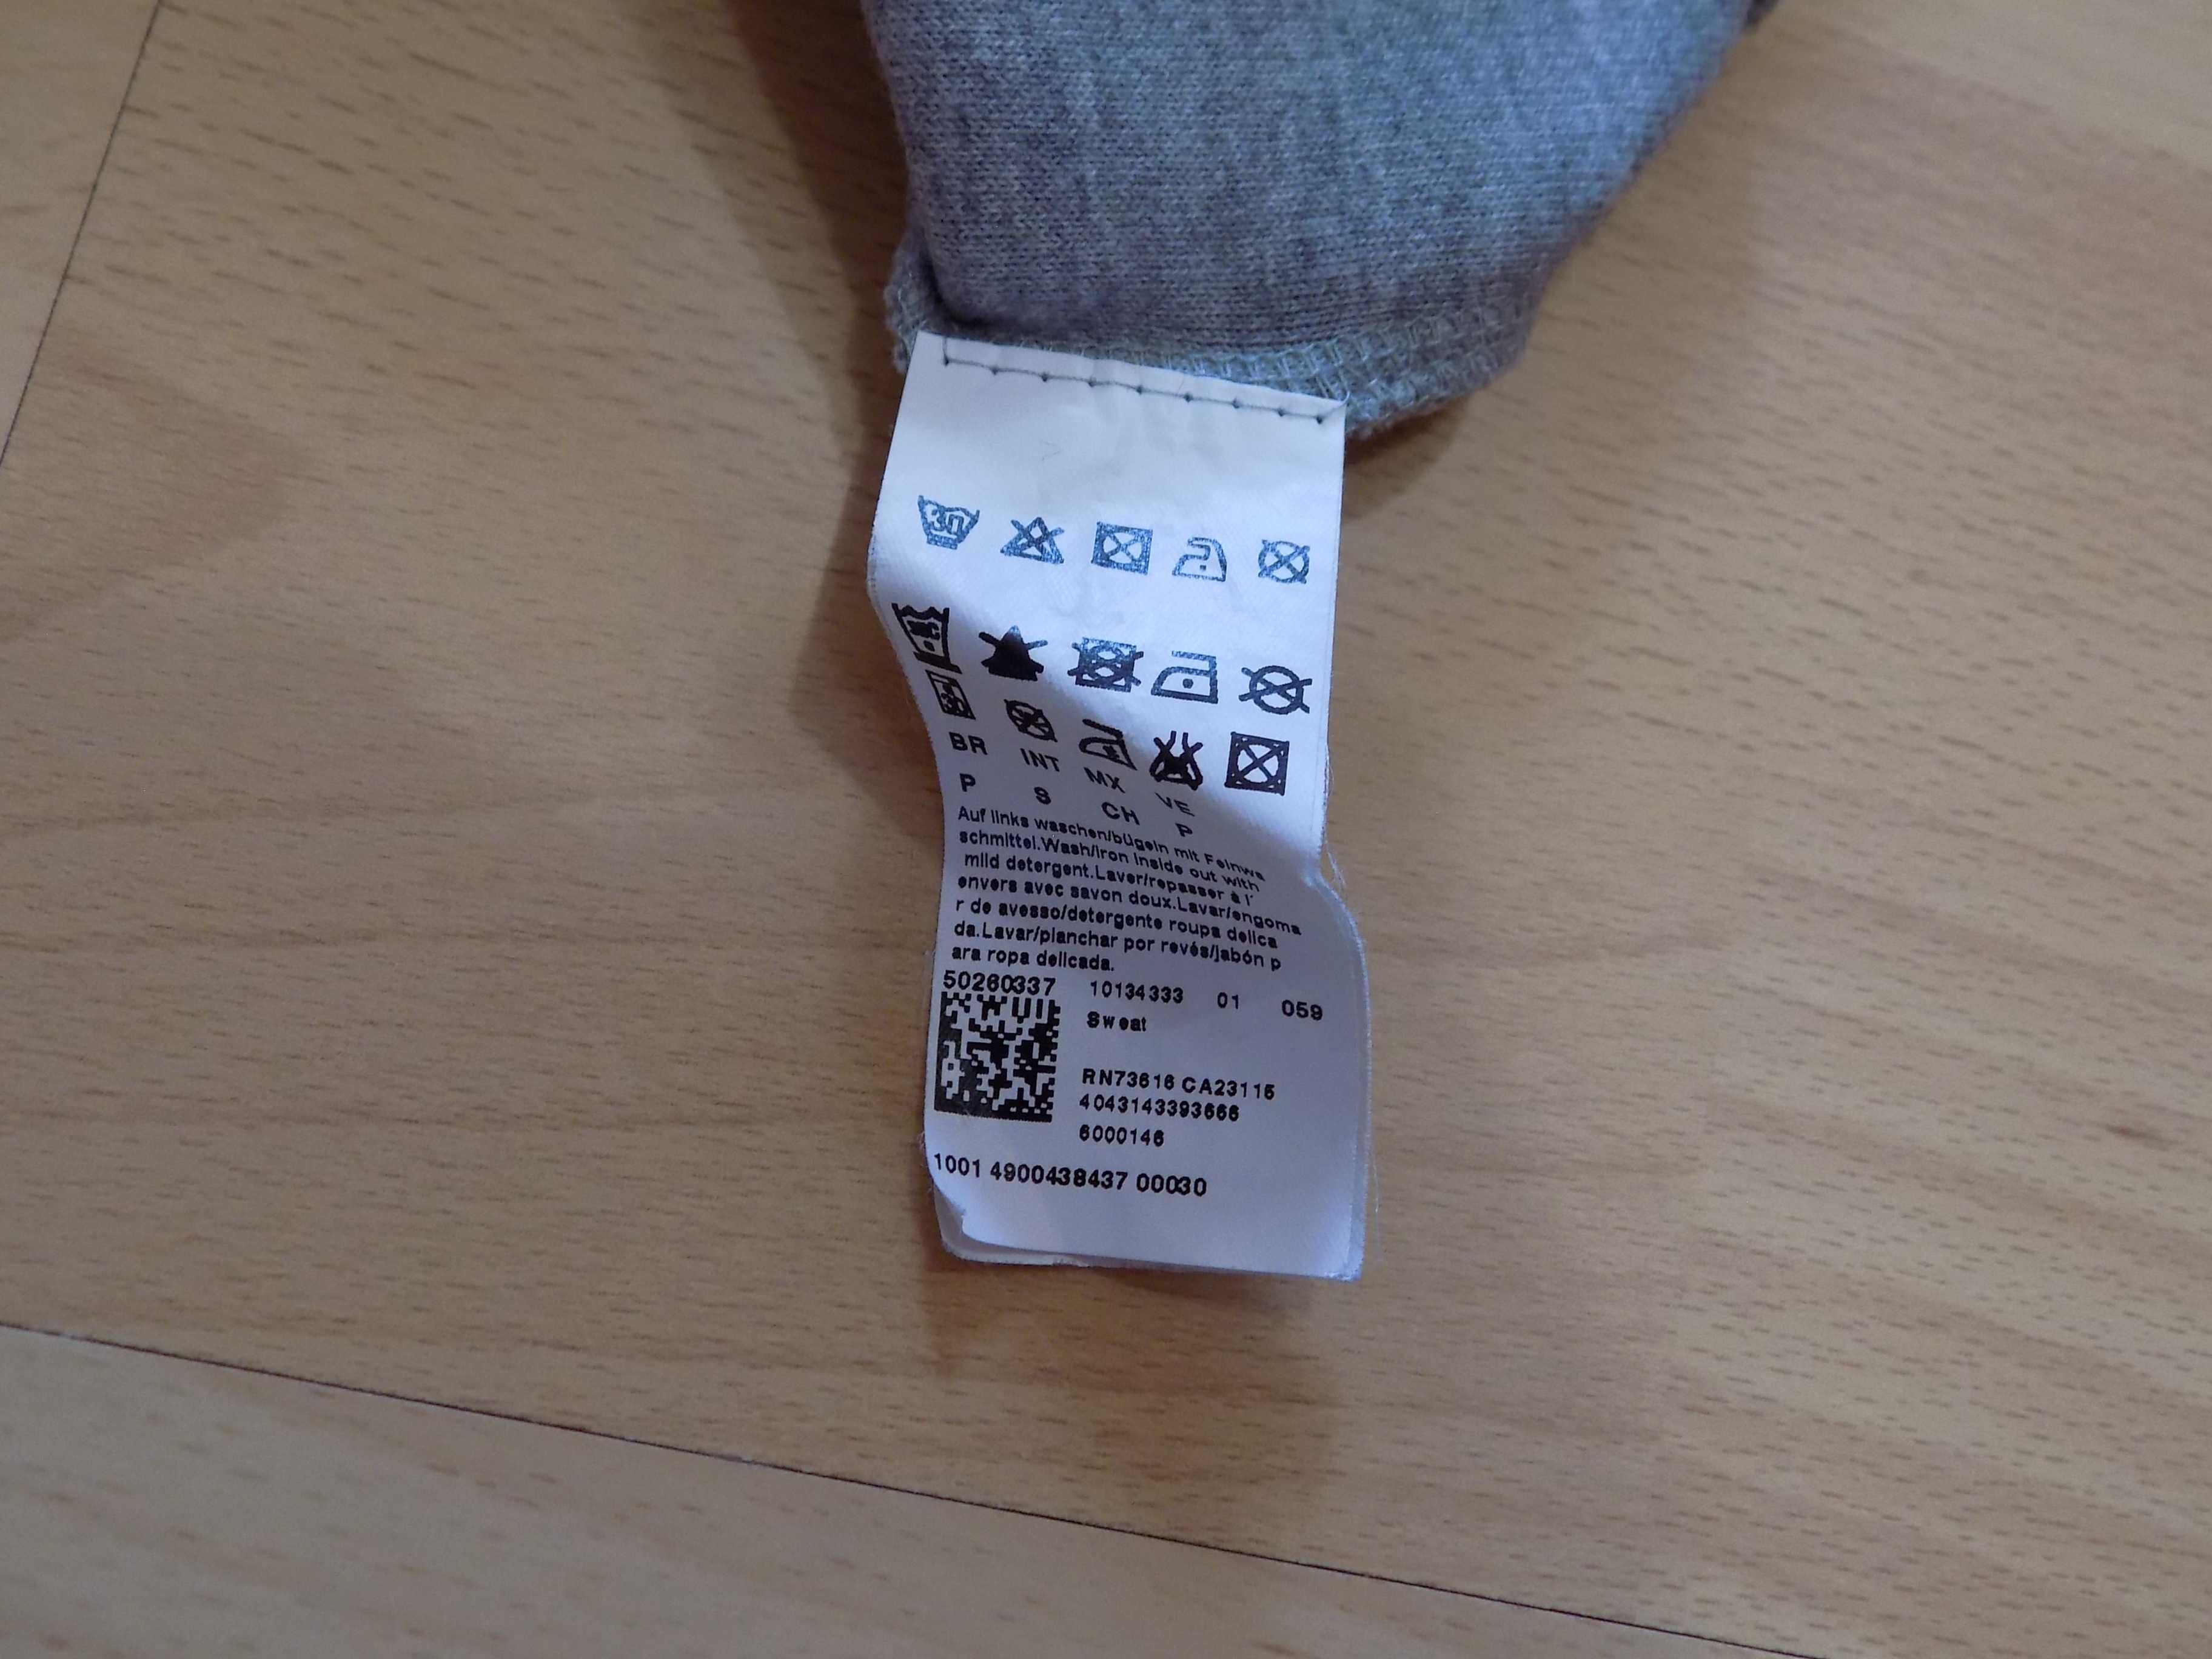 30
BR INT MX VE
P S CH P
Auf links waschen/bügeln mit Feinwa
schmittel.Wash/iron inside out with
mild detergent.Laver/repasser à l'
envers avec savon doux.Lavar/engoma
r de avesso/detergente roupa delica
da.Lavar/planchar por revés/jabón p
ara ropa delicada.
50260337 10134333 01 059
Sweat
RN73616 CA23115
4043143393666
6000146
1001 4900438437 00030